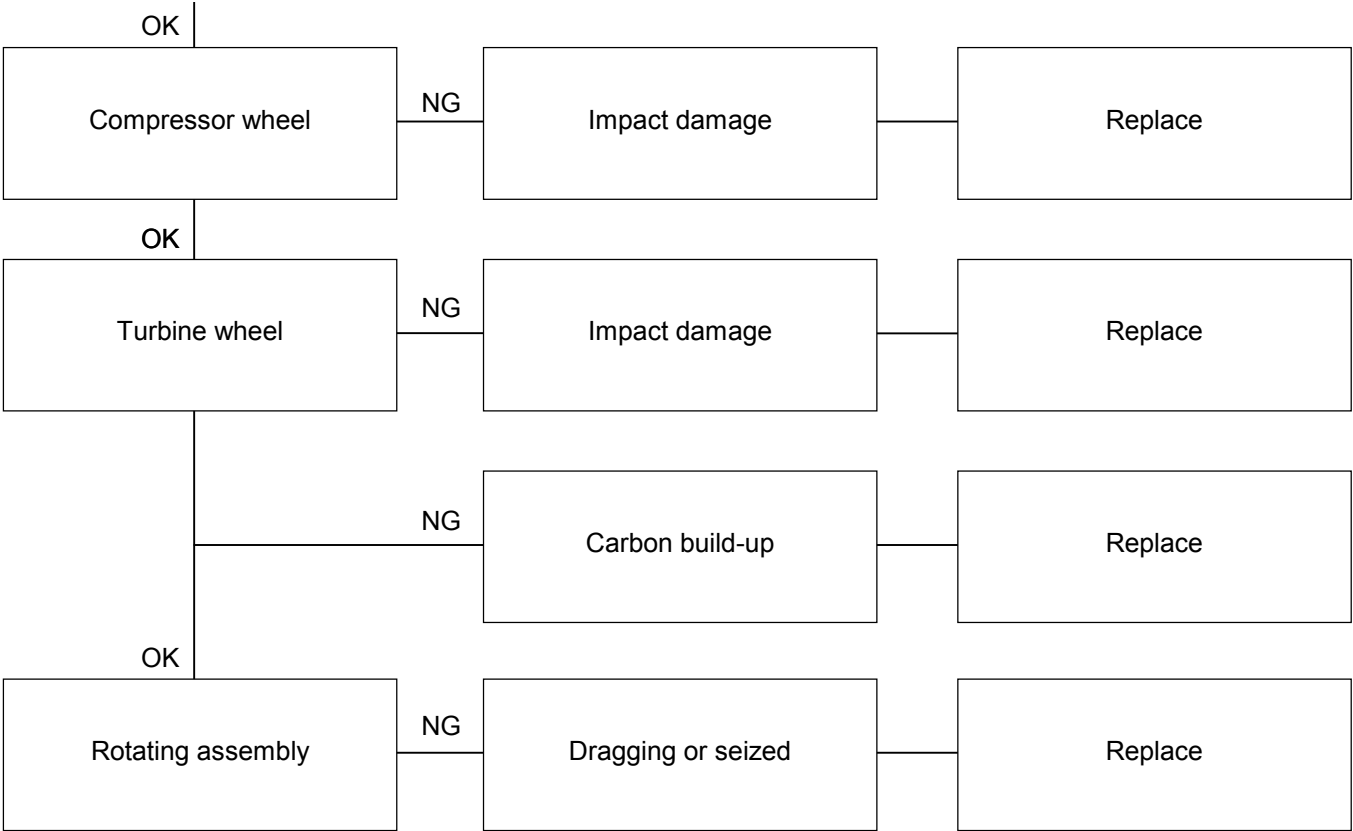 OK
Compressor wheel
NG
Impact damage
Replace
OK
Turbine wheel
NG
Impact damage
Replace
NG
Carbon build-up
Replace
OK
Rotating assembly
NG
Dragging or seized
Replace